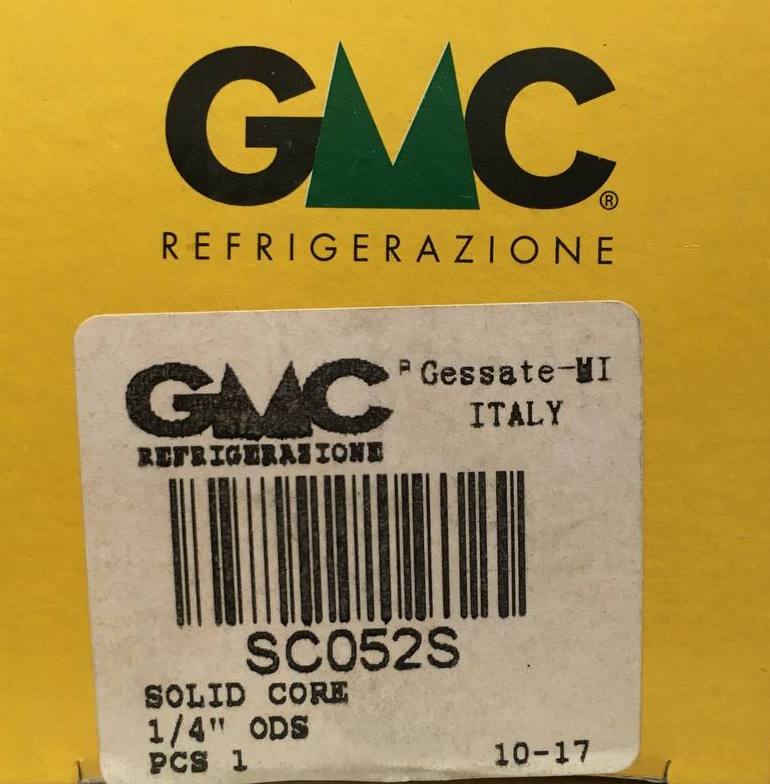 GMC®
REFRIGERAZIONE
GMC® Gessate-MI
ITALY
REFRIGERAZIONE
SC052S
SOLID CORE
1/4" ODS
PCS 1 10-17